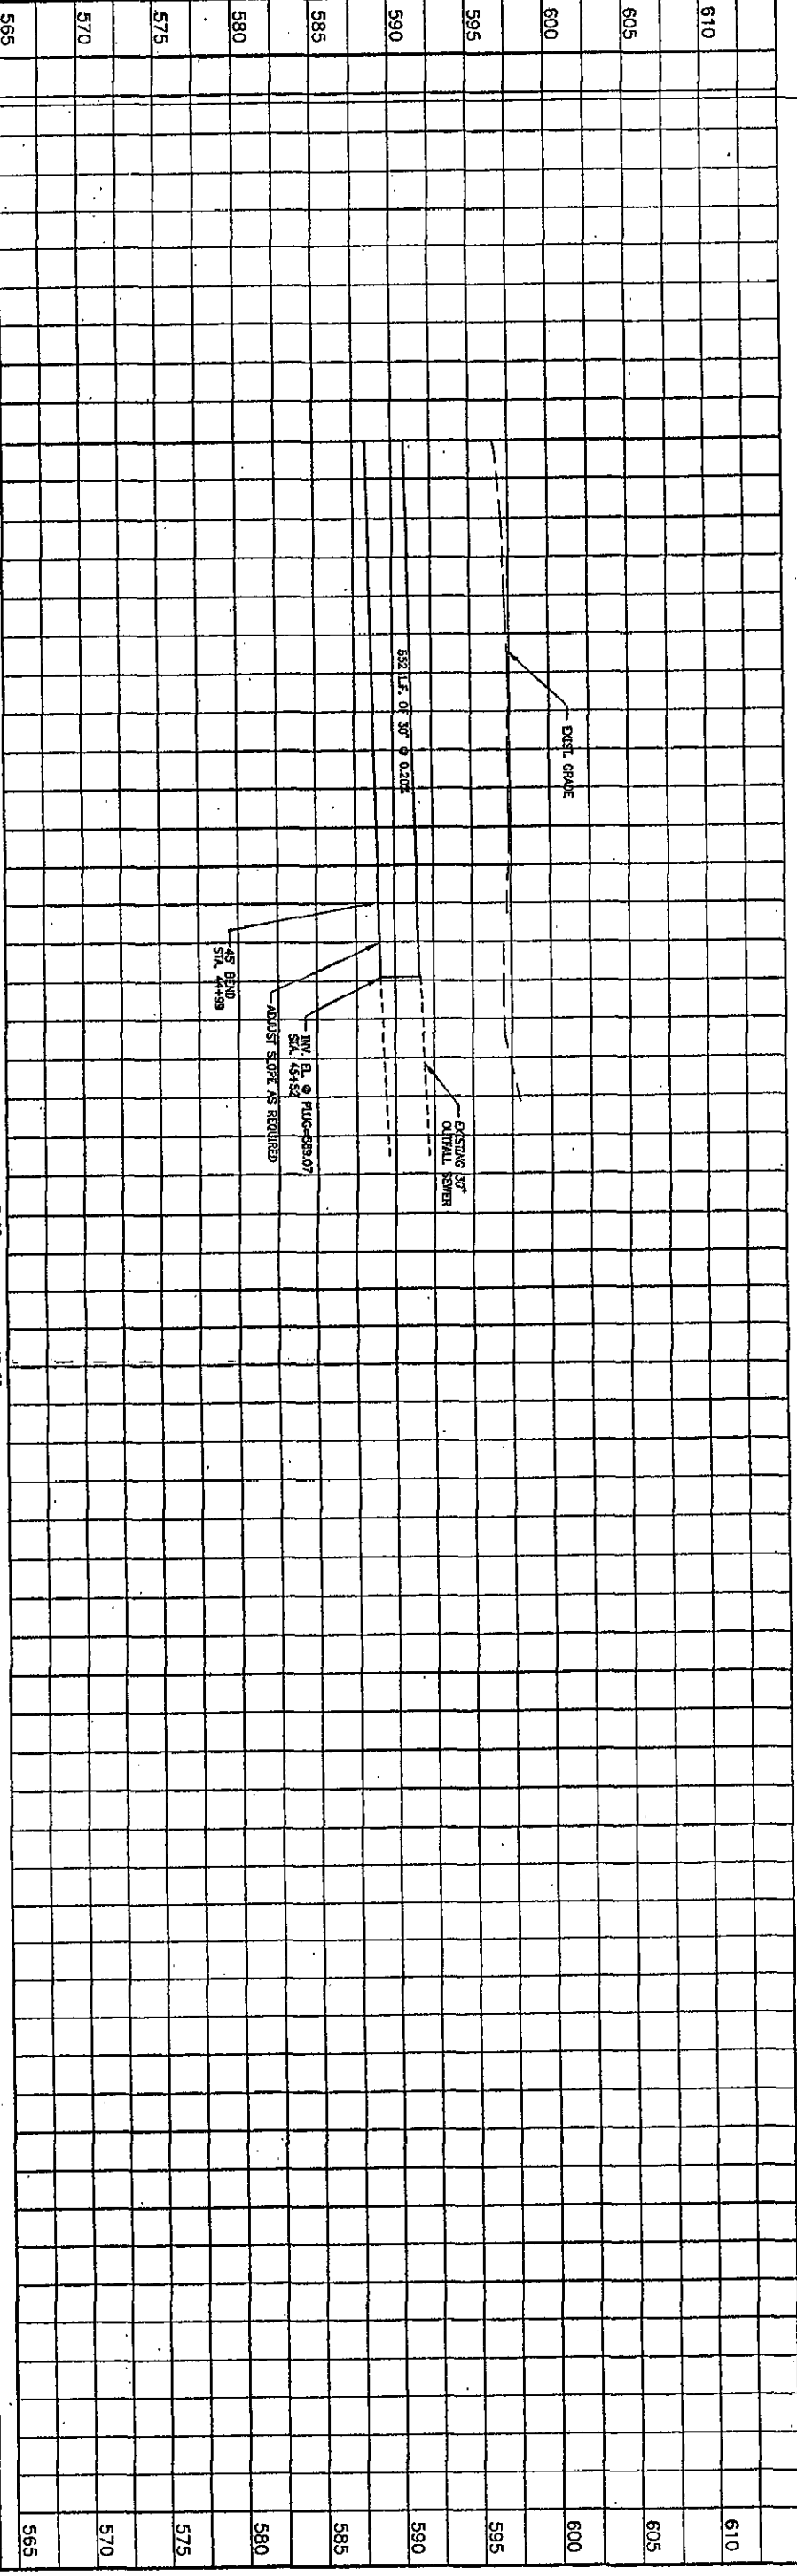 610
605
600
595
590
585
580
575
570
565
EXIST. GRADE
552 L.F. OF 30" @ 0.20%
EXISTING 30"
OUTFALL SEWER
INV. EL. @ PLUG=589.07
STA. 45+52
ADJUST SLOPE AS REQUIRED
45° BEND
STA. 44+99
610
605
600
595
590
585
580
575
570
565